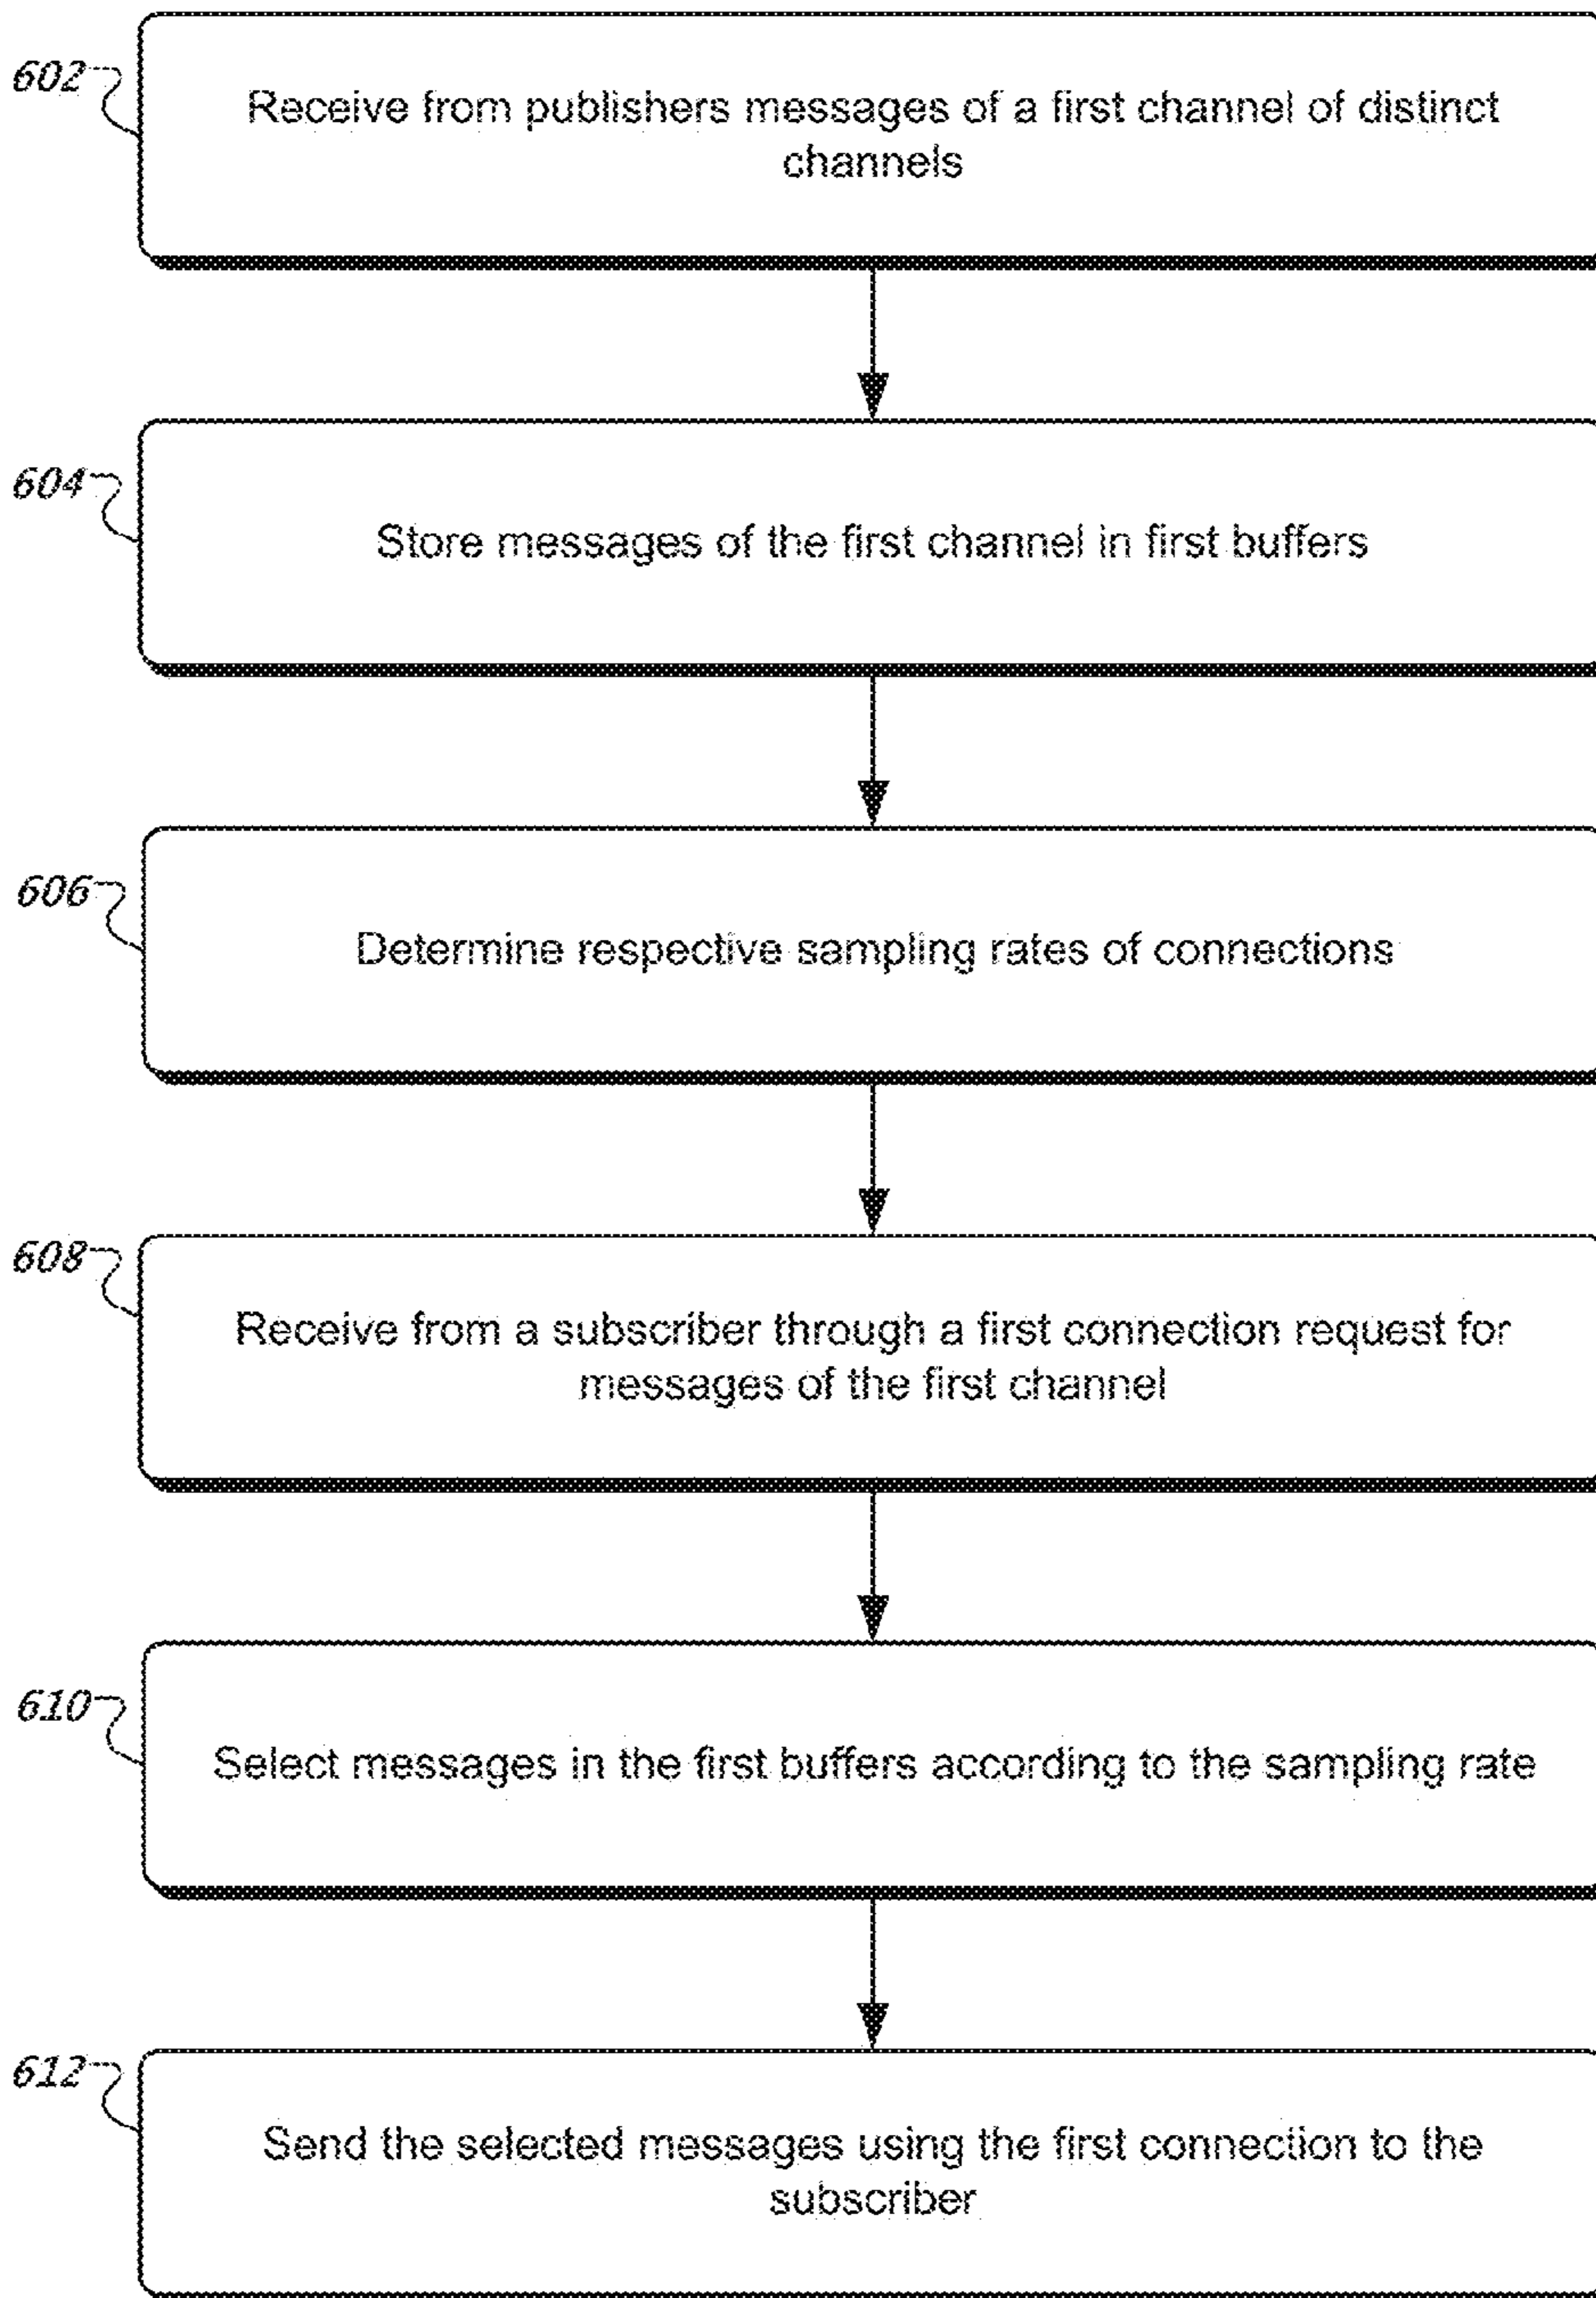 602
Receive from publishers messages of a first channel of distinct
channels
604
Store messages of the first channel in first buffers
606
Determine respective sampling rates of connections
608
Receive from a subscriber through a first connection request for
messages of the first channel
610
Select messages in the first buffers according to the sampling rate
612
Send the selected messages using the first connection to the
subscriber